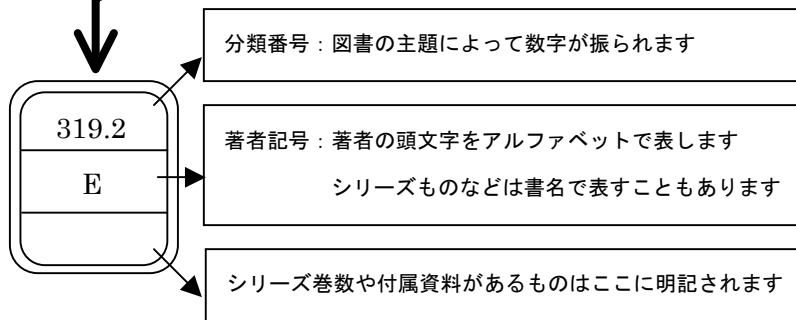 分類番号：図書の主題によって数字が振られます
319.2
著者記号：著者の頭文字をアルファベットで表します
E
シリーズものなどは書名で表すこともあります
シリーズ巻数や付属資料があるものはここに明記されます